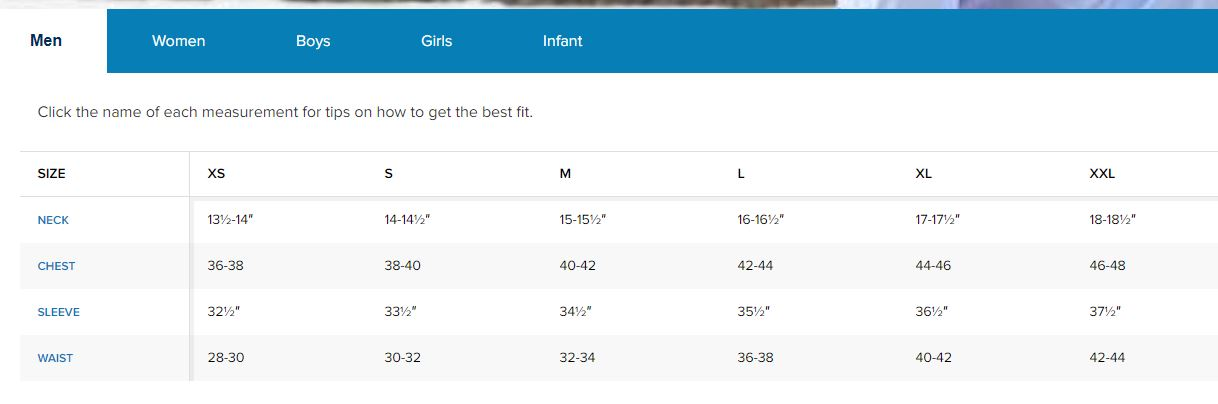 Men Women Boys Girls Infant
Click the name of each measurement for tips on how to get the best fit.
SIZE XS S M L XL XXL
NECK 13½-14″ 14-14½″ 15-15½″ 16-16½″ 17-17½″ 18-18½″
CHEST 36-38 38-40 40-42 42-44 44-46 46-48
SLEEVE 32½″ 33½″ 34½″ 35½″ 36½″ 37½″
WAIST 28-30 30-32 32-34 36-38 40-42 42-44